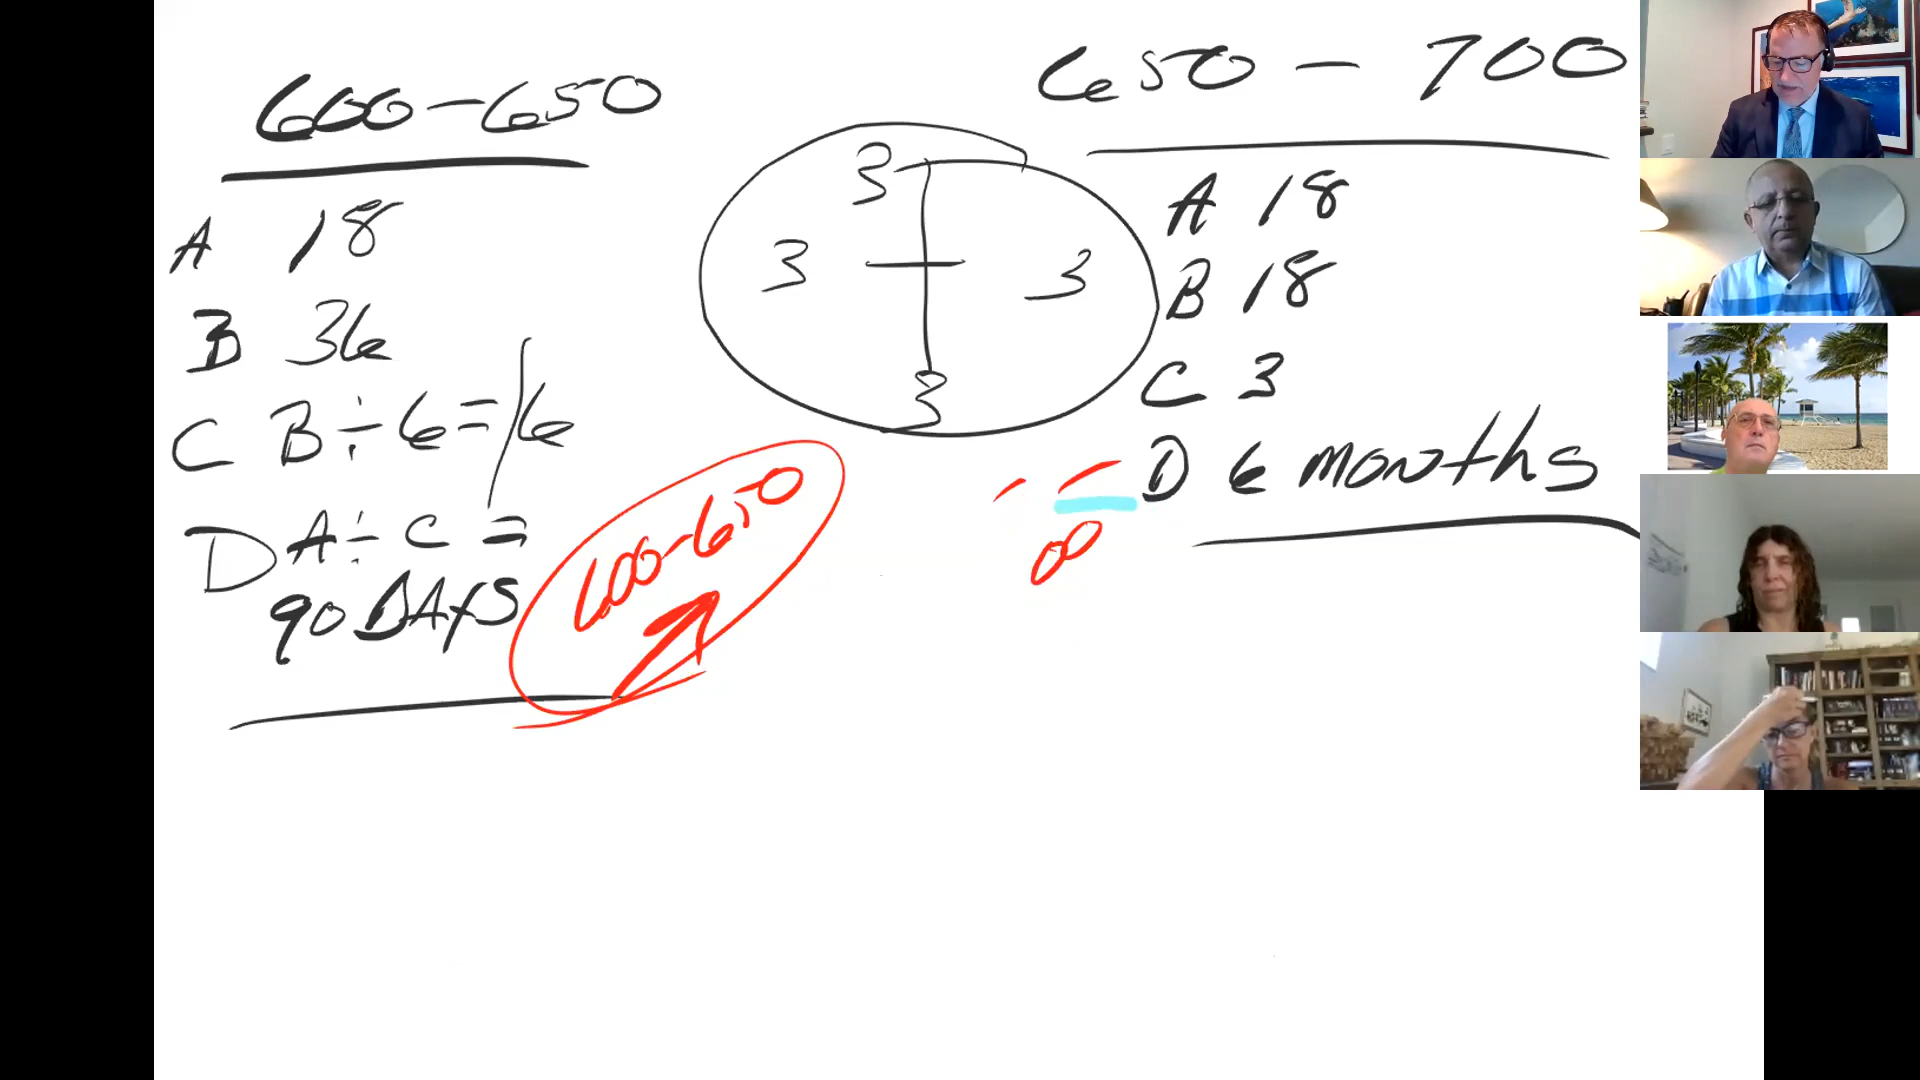 600-650
A 18
B 36
C B÷6=/6
D A÷C=
90 DAYS
600-650
3
3 3
3
650 - 700
A 18
B 18
C 3
D 6 months
00